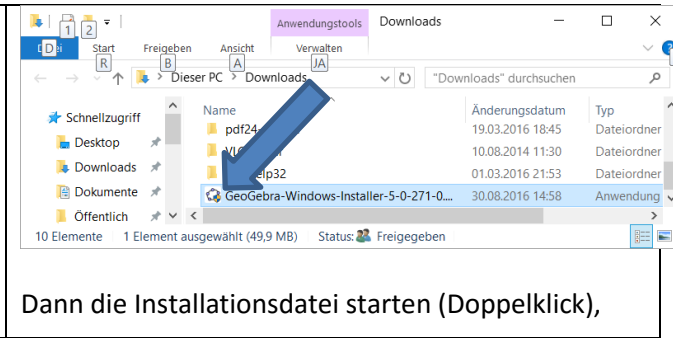 Anwendungstools Downloads
1 2
D Start Freigeben Ansicht Verwalten
R B A JA
Dieser PC > Downloads "Downloads" durchsuchen
Schnellzugriff
Desktop
Downloads
Dokumente
Öffentlich
Name Änderungsdatum Typ
pdf24 19.03.2016 18:45 Dateiordner
10.08.2014 11:30 Dateiordner
01.03.2016 21:53 Dateiordner
GeoGebra-Windows-Installer-5-0-271-0.... 30.08.2016 14:58 Anwendung
10 Elemente 1 Element ausgewählt (49,9 MB) Status: Freigegeben
Dann die Installationsdatei starten (Doppelklick),